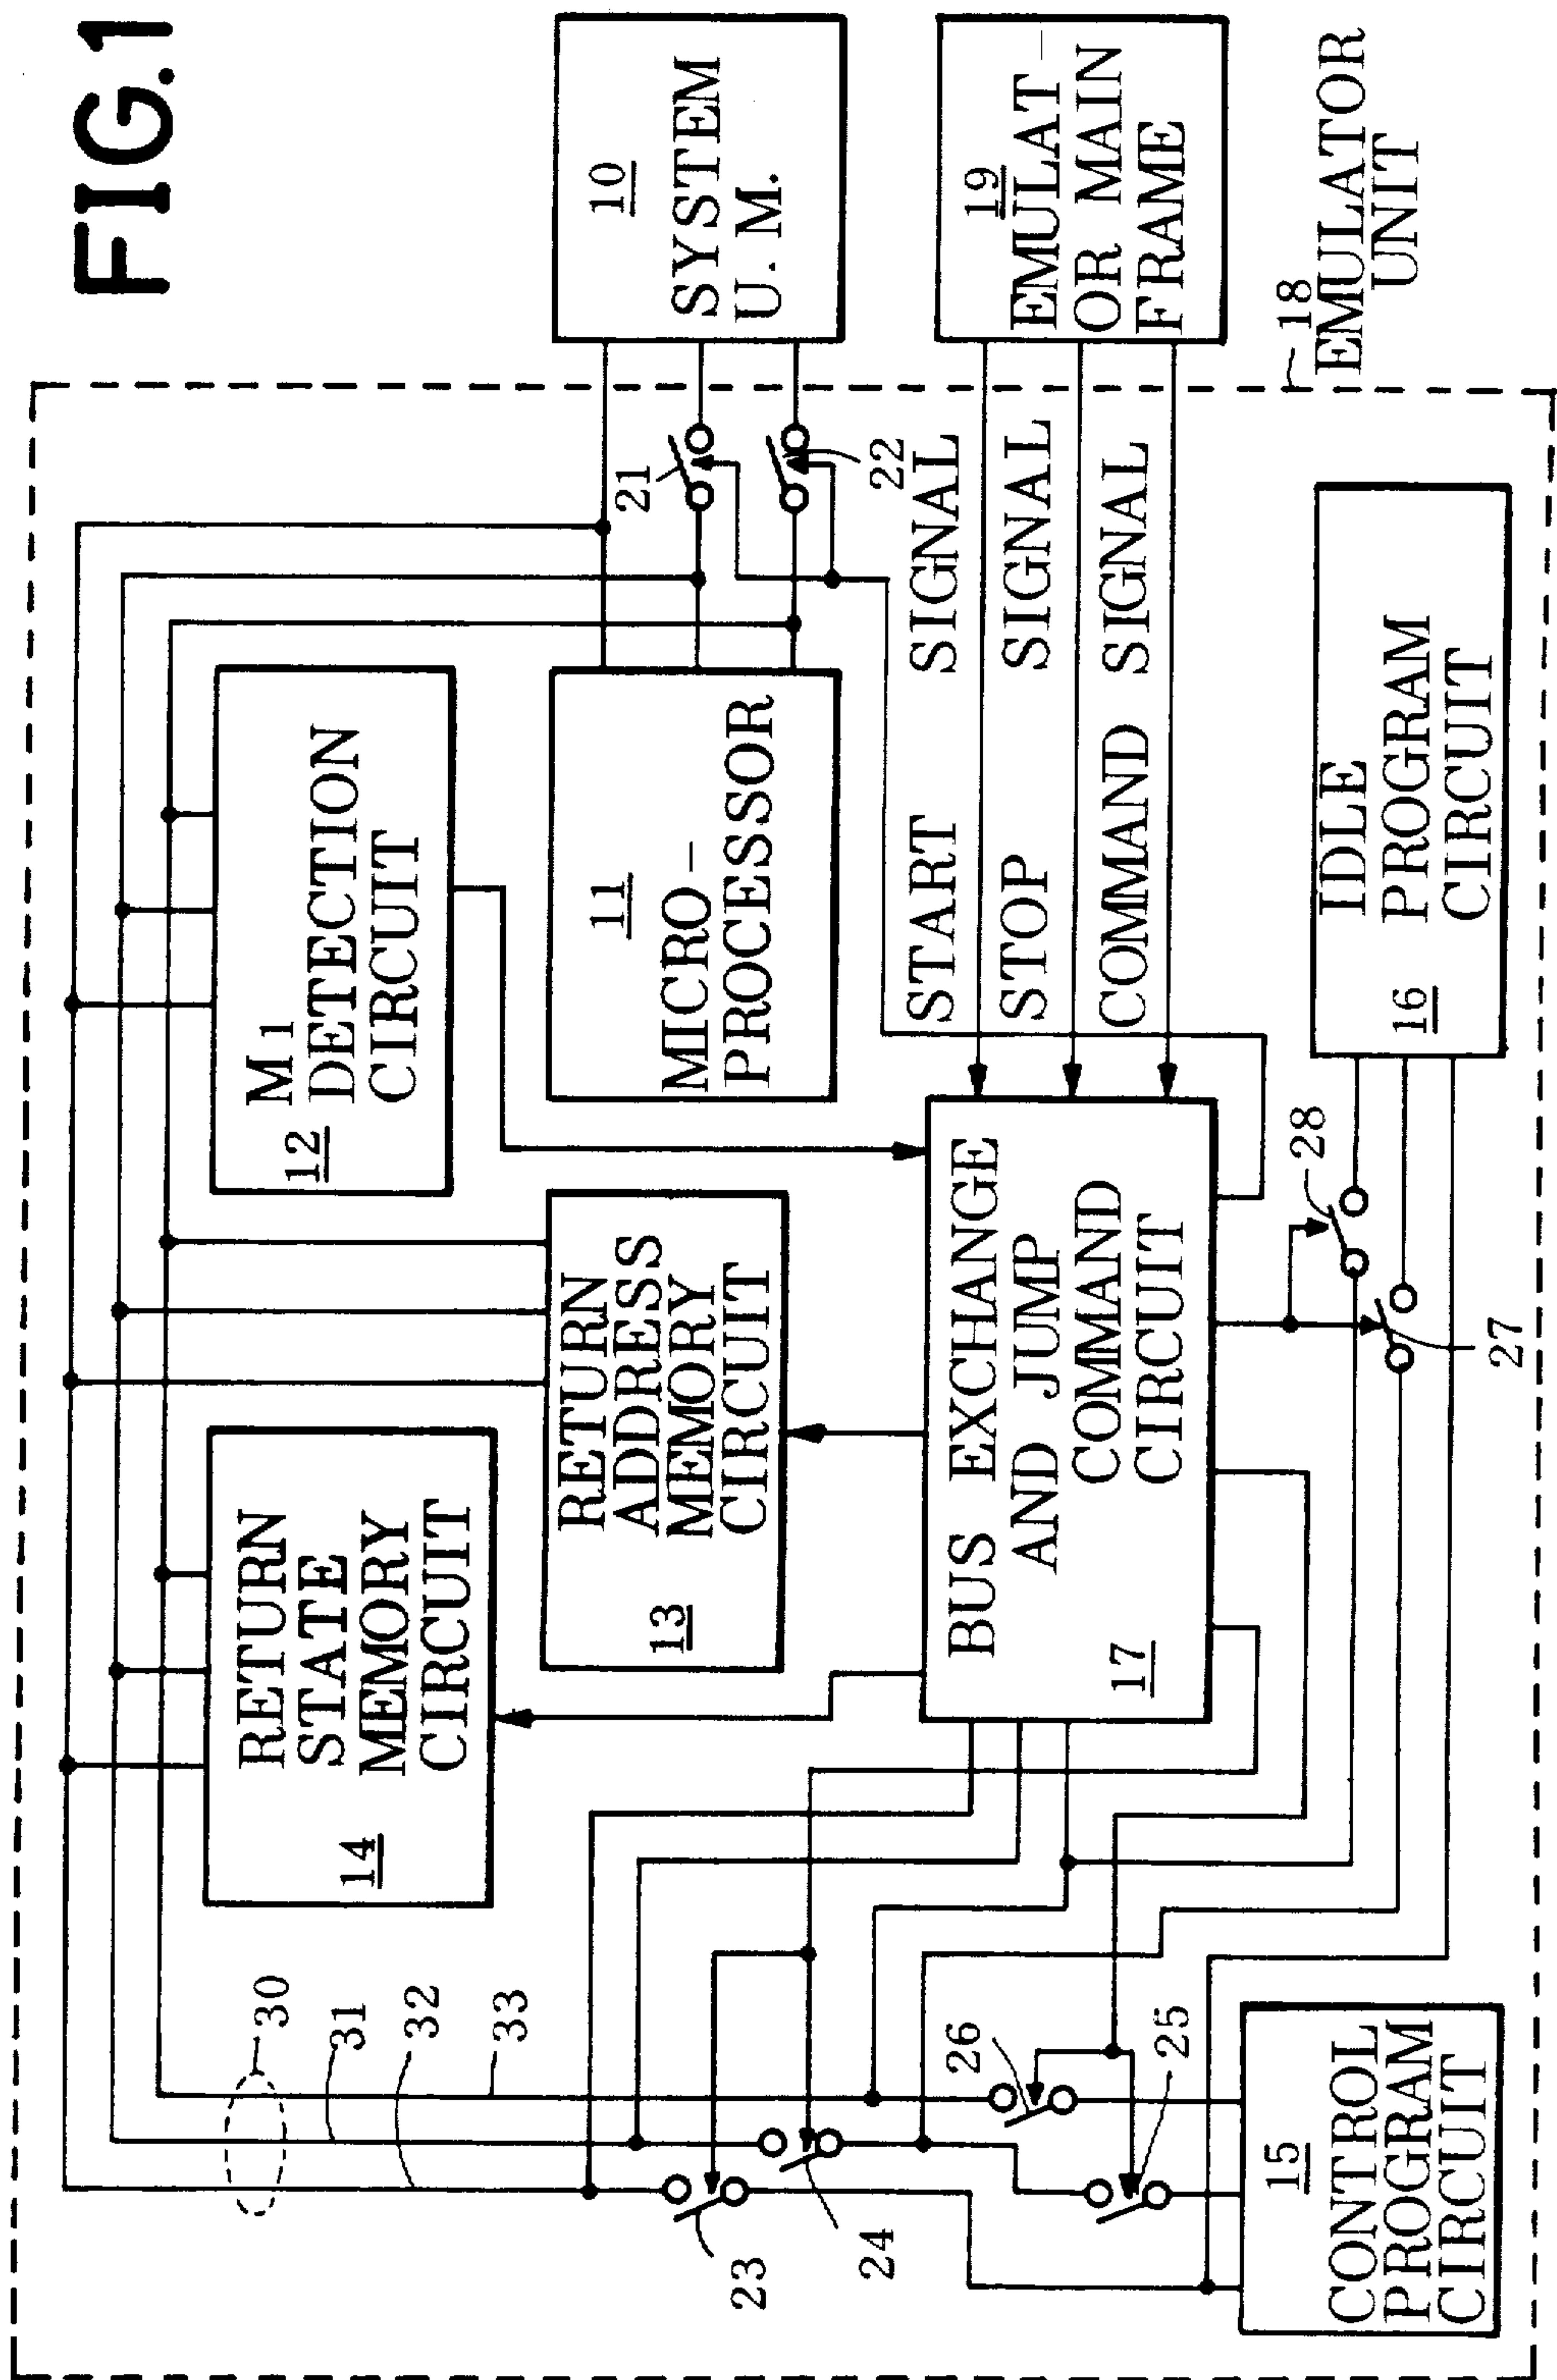 FIG.1
10
SYSTEM
U. M.
19
EMULAT-
OR MAIN
FRAME
18
EMULATOR
UNIT
21
22
START SIGNAL
STOP SIGNAL
COMMAND SIGNAL
M1
DETECTION
CIRCUIT
12
11
MICRO-
PROCESSOR
IDLE
PROGRAM
CIRCUIT
16
28
27
RETURN
ADDRESS
MEMORY
CIRCUIT
13
BUS EXCHANGE
AND JUMP
COMMAND
CIRCUIT
17
RETURN
STATE
MEMORY
CIRCUIT
14
30
31
32
33
26
25
23
24
15
CONTROL
PROGRAM
CIRCUIT